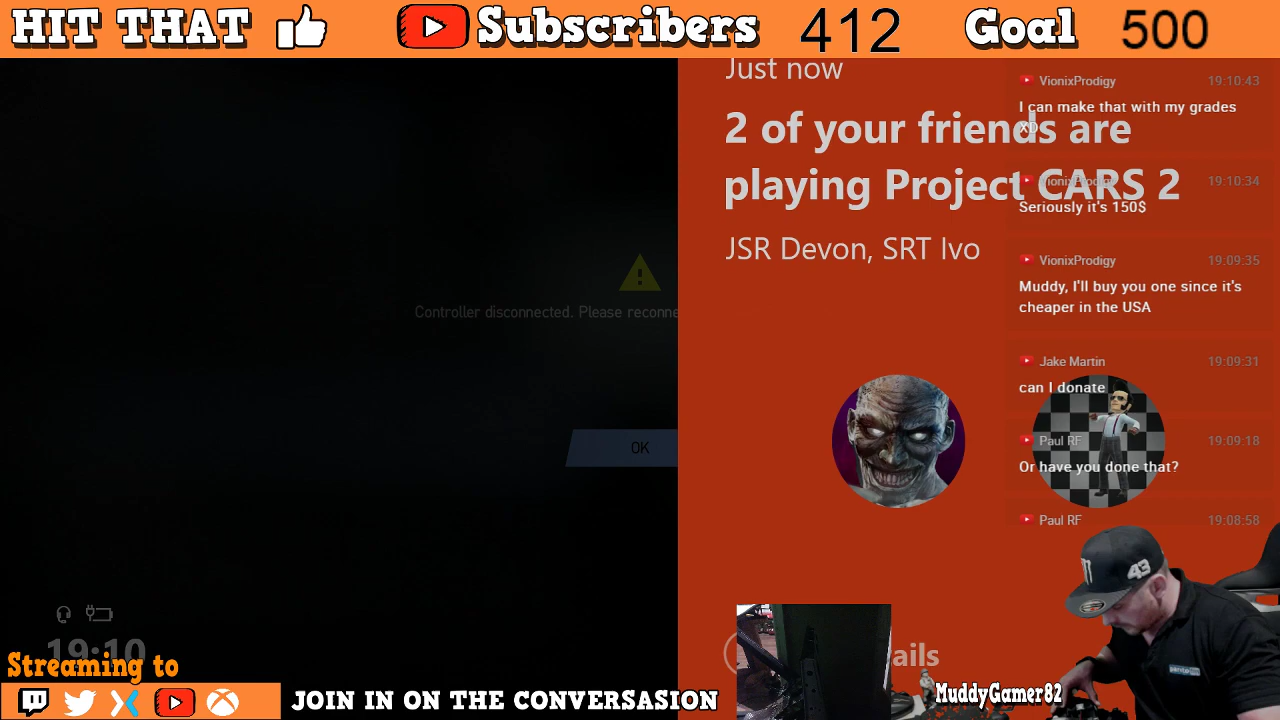 HIT THAT
Subscribers 412
Goal 500
Just now
2 of your friends are
playing Project CARS 2
JSR Devon, SRT Ivo
Controller disconnected. Please reconne
OK
VionixProdigy 19:10:43
I can make that with my grades
XD
VionixProdigy 19:10:34
Seriously it's 150$
VionixProdigy 19:09:35
Muddy, I'll buy you one since it's
cheaper in the USA
Jake Martin 19:09:31
can I donate
Paul RF 19:09:18
Or have you done that?
Paul RF 19:08:58
43
19:10
ails
Streaming to
JOIN IN ON THE CONVERSASION
MuddyGamer82